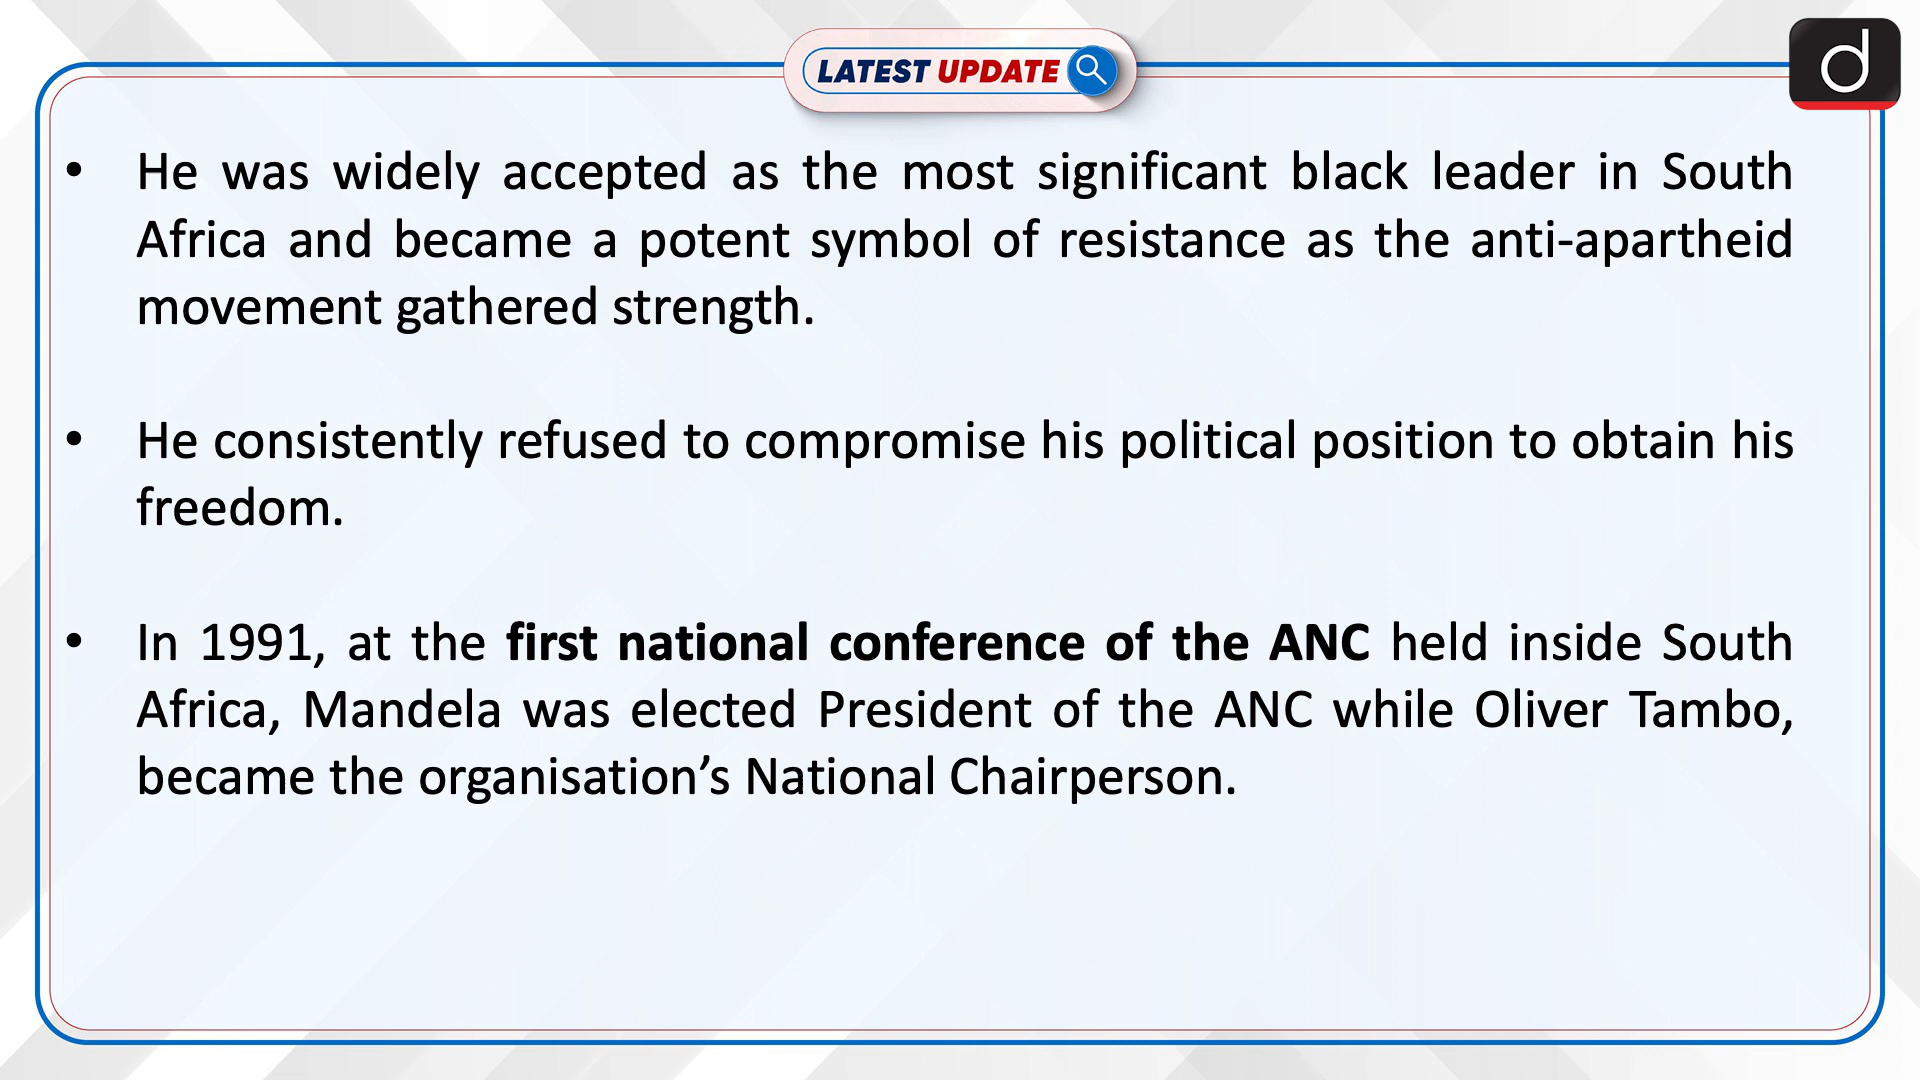 LATEST UPDATE
d
• He was widely accepted as the most significant black leader in South
Africa and became a potent symbol of resistance as the anti-apartheid
movement gathered strength.
• He consistently refused to compromise his political position to obtain his
freedom.
• In 1991, at the first national conference of the ANC held inside South
Africa, Mandela was elected President of the ANC while Oliver Tambo,
became the organisation’s National Chairperson.